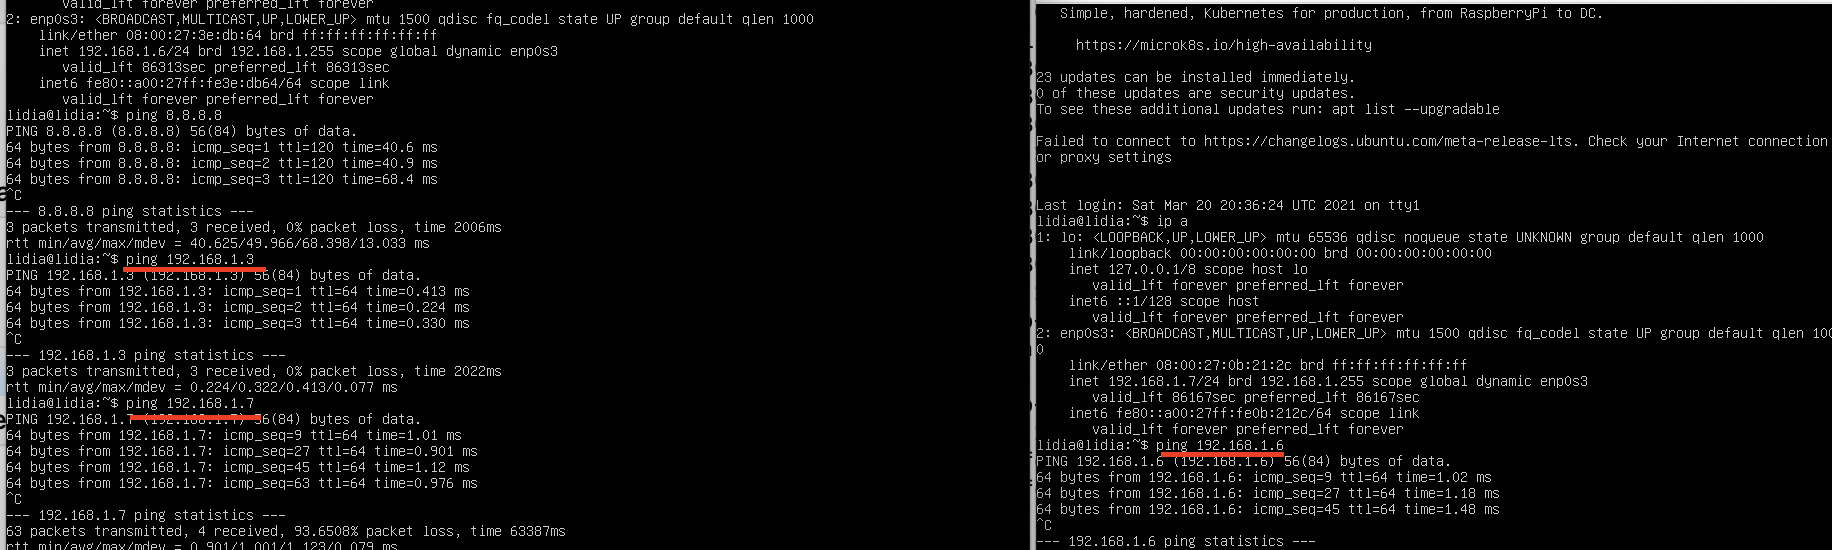 2: enp0s3: <BROADCAST,MULTICAST,UP,LOWER_UP> mtu 1500 qdisc fq_codel state UP group default qlen 1000
link/ether 08:00:27:3e:db:64 brd ff:ff:ff:ff:ff:ff
inet 192.168.1.6/24 brd 192.168.1.255 scope global dynamic enp0s3
valid_lft 86313sec preferred_lft 86313sec
inet6 fe80::a00:27ff:fe3e:db64/64 scope link
valid_lft forever preferred_lft forever
lidia@lidia:~$ ping 8.8.8.8
PING 8.8.8.8 (8.8.8.8) 56(84) bytes of data.
64 bytes from 8.8.8.8: icmp_seq=1 ttl=120 time=40.6 ms
64 bytes from 8.8.8.8: icmp_seq=2 ttl=120 time=40.9 ms
64 bytes from 8.8.8.8: icmp_seq=3 ttl=120 time=68.4 ms
^C
--- 8.8.8.8 ping statistics ---
3 packets transmitted, 3 received, 0% packet loss, time 2006ms
rtt min/avg/max/mdev = 40.625/49.966/68.398/13.033 ms
lidia@lidia:~$ ping 192.168.1.3
PING 192.168.1.3 (192.168.1.3) 56(84) bytes of data.
64 bytes from 192.168.1.3: icmp_seq=1 ttl=64 time=0.413 ms
64 bytes from 192.168.1.3: icmp_seq=2 ttl=64 time=0.224 ms
64 bytes from 192.168.1.3: icmp_seq=3 ttl=64 time=0.330 ms
^C
--- 192.168.1.3 ping statistics ---
3 packets transmitted, 3 received, 0% packet loss, time 2022ms
rtt min/avg/max/mdev = 0.224/0.322/0.413/0.077 ms
lidia@lidia:~$ ping 192.168.1.7
PING 192.168.1.7 (192.168.1.7) 56(84) bytes of data.
64 bytes from 192.168.1.7: icmp_seq=9 ttl=64 time=1.01 ms
64 bytes from 192.168.1.7: icmp_seq=27 ttl=64 time=0.901 ms
64 bytes from 192.168.1.7: icmp_seq=45 ttl=64 time=1.12 ms
64 bytes from 192.168.1.7: icmp_seq=63 ttl=64 time=0.976 ms
^C
--- 192.168.1.7 ping statistics ---
63 packets transmitted, 4 received, 93.6508% packet loss, time 63387ms
rtt min/avg/max/mdev = 0.901/1.001/1.123/0.079 ms
Simple, hardened, Kubernetes for production, from RaspberryPi to DC.
https://microk8s.io/high-availability
23 updates can be installed immediately.
0 of these updates are security updates.
To see these additional updates run: apt list --upgradable
Failed to connect to https://changelogs.ubuntu.com/meta-release-lts. Check your Internet connection
or proxy settings
Last login: Sat Mar 20 20:36:24 UTC 2021 on tty1
lidia@lidia:~$ ip a
1: lo: <LOOPBACK,UP,LOWER_UP> mtu 65536 qdisc noqueue state UNKNOWN group default qlen 1000
link/loopback 00:00:00:00:00:00 brd 00:00:00:00:00:00
inet 127.0.0.1/8 scope host lo
valid_lft forever preferred_lft forever
inet6 ::1/128 scope host
valid_lft forever preferred_lft forever
2: enp0s3: <BROADCAST,MULTICAST,UP,LOWER_UP> mtu 1500 qdisc fq_codel state UP group default qlen 100
0
link/ether 08:00:27:0b:21:2c brd ff:ff:ff:ff:ff:ff
inet 192.168.1.7/24 brd 192.168.1.255 scope global dynamic enp0s3
valid_lft 86167sec preferred_lft 86167sec
inet6 fe80::a00:27ff:fe0b:212c/64 scope link
valid_lft forever preferred_lft forever
lidia@lidia:~$ ping 192.168.1.6
PING 192.168.1.6 (192.168.1.6) 56(84) bytes of data.
64 bytes from 192.168.1.6: icmp_seq=9 ttl=64 time=1.02 ms
64 bytes from 192.168.1.6: icmp_seq=27 ttl=64 time=1.18 ms
64 bytes from 192.168.1.6: icmp_seq=45 ttl=64 time=1.48 ms
^C
--- 192.168.1.6 ping statistics ---